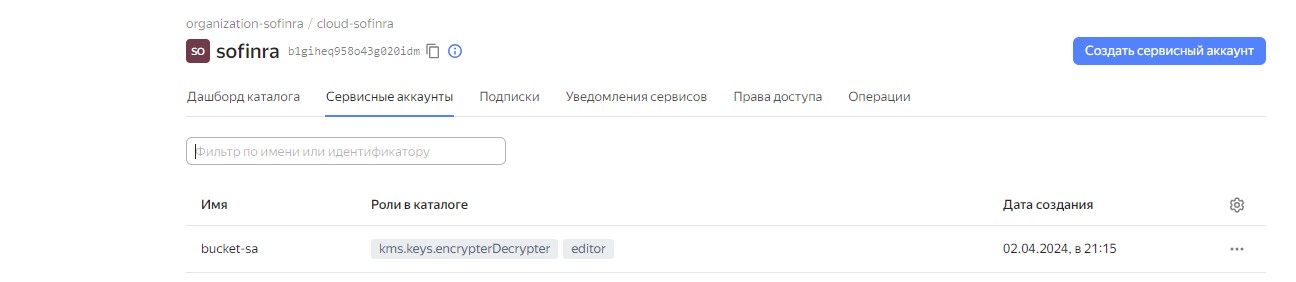 organization-sofinra / cloud-sofinra
SO sofinra b1giheq958o43g020idm
Создать сервисный аккаунт
Дашборд каталога Сервисные аккаунты Подписки Уведомления сервисов Права доступа Операции
Фильтр по имени или идентификатору
Имя Роли в каталоге Дата создания
bucket-sa kms.keys.encrypterDecrypter editor 02.04.2024, в 21:15